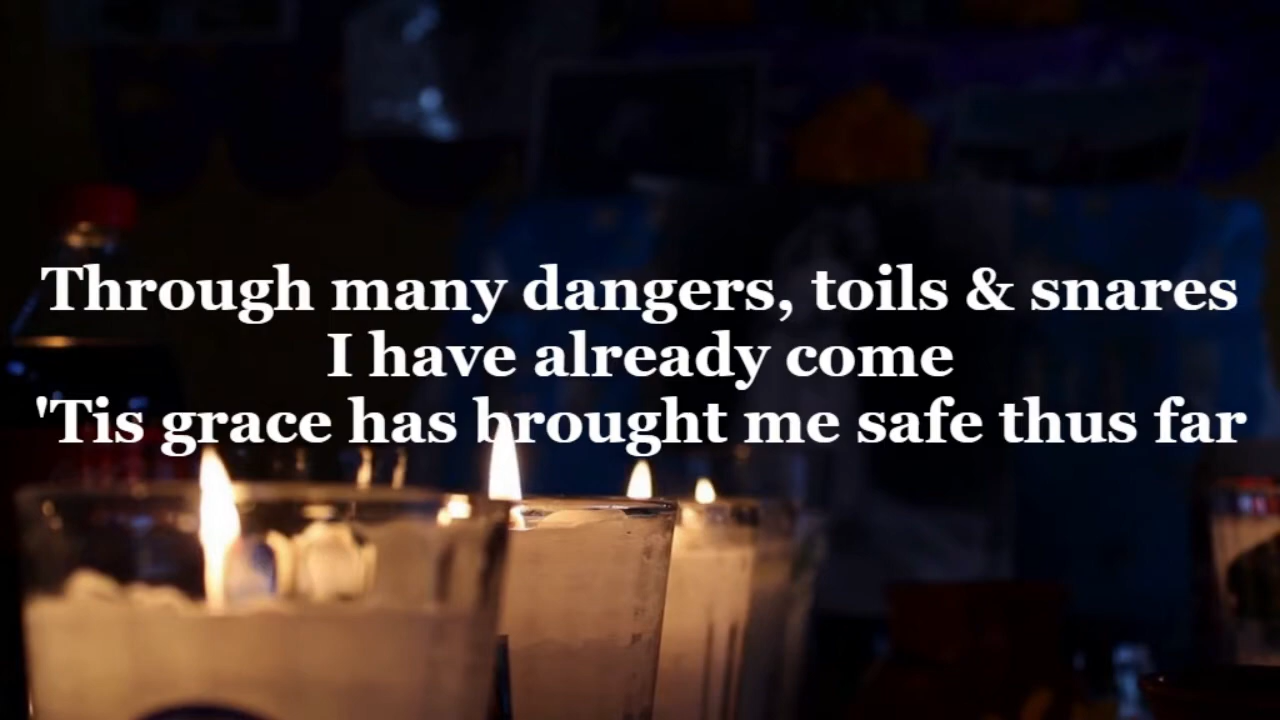 Through many dangers, toils & snares
I have already come
'Tis grace has brought me safe thus far